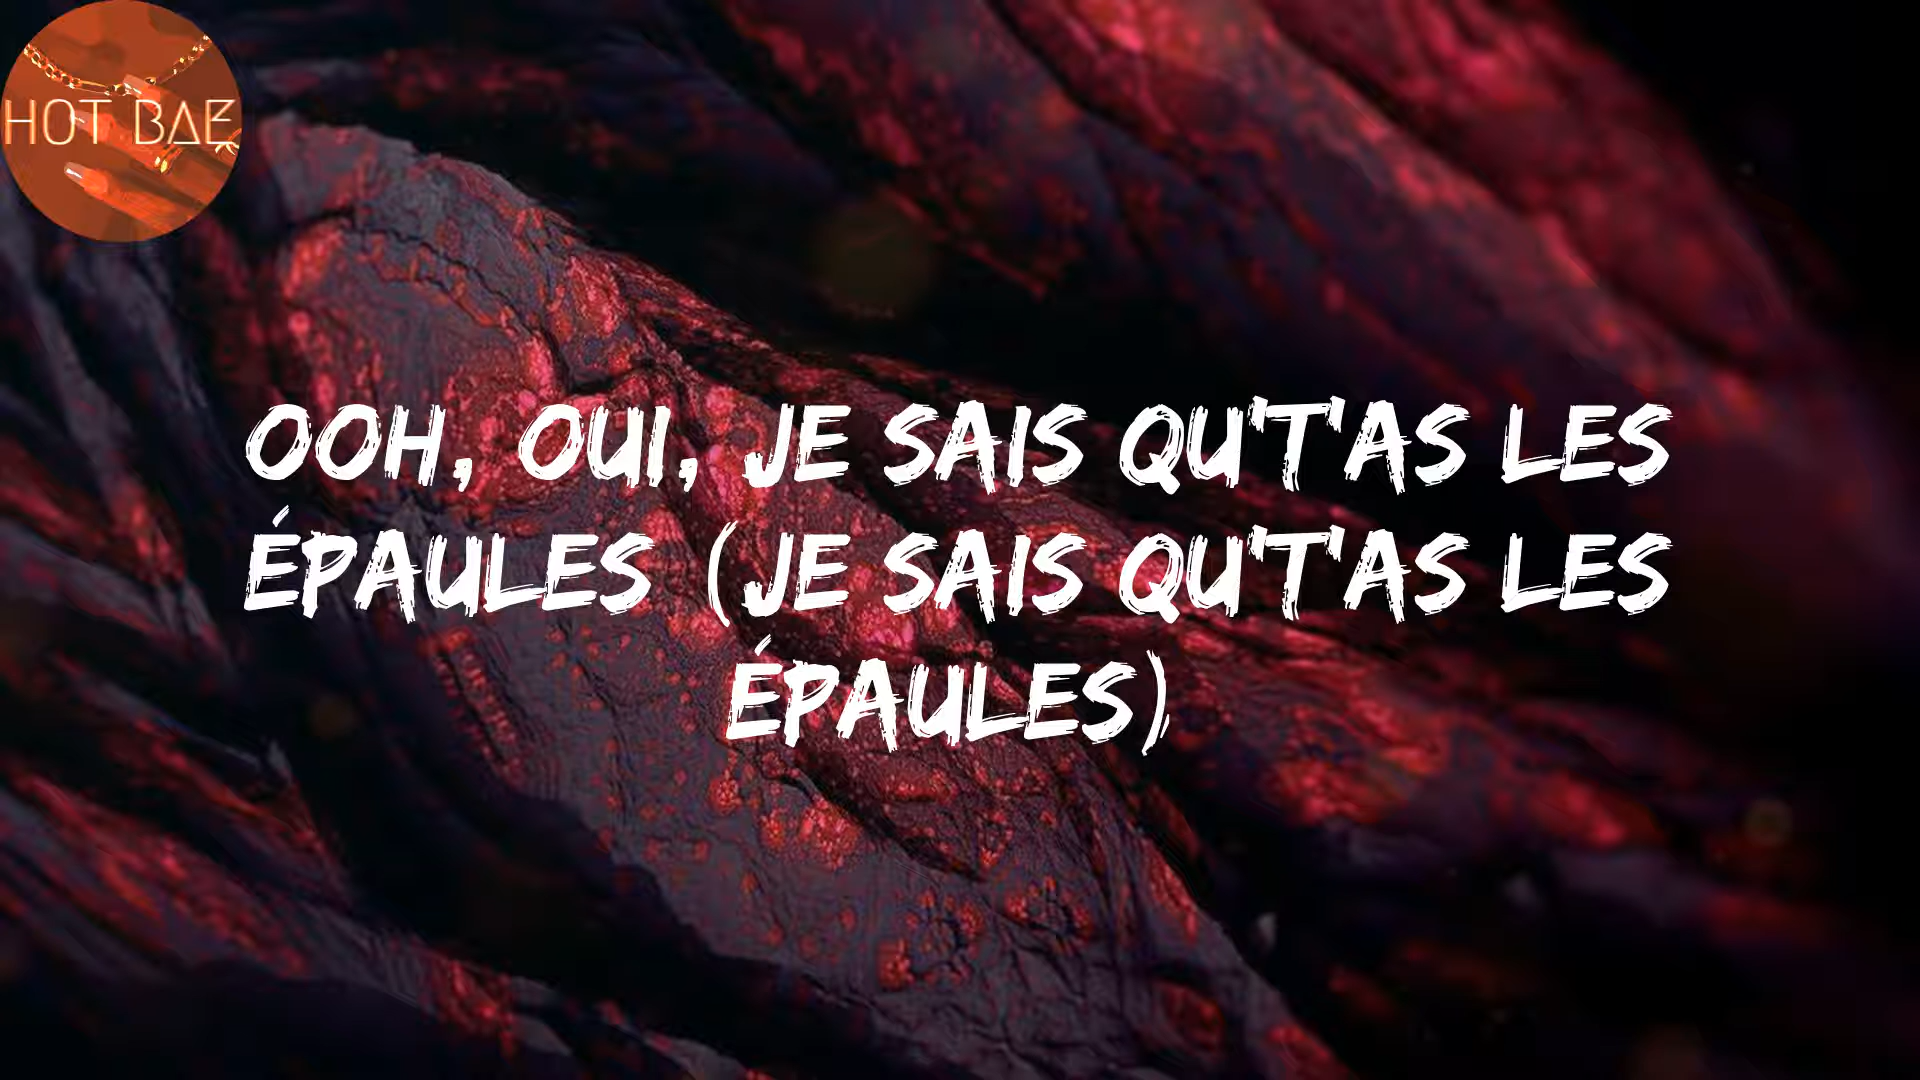 HOT BAE
OOH, OUI, JE SAIS QU'T'AS LES
ÉPAULES (JE SAIS QU'T'AS LES
ÉPAULES)